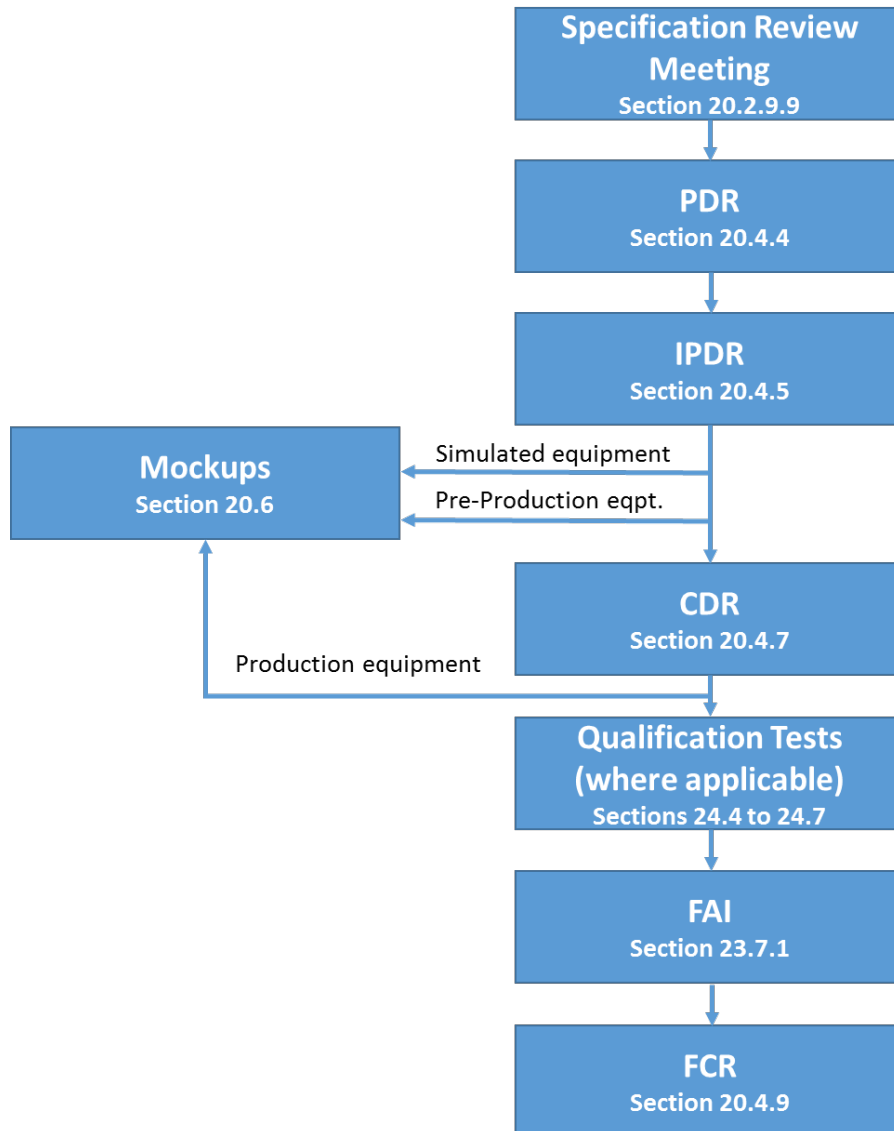 Specification Review
Meeting
Section 20.2.9.9
PDR
Section 20.4.4
IPDR
Section 20.4.5
Mockups
Section 20.6
Simulated equipment
Pre-Production eqpt.
CDR
Section 20.4.7
Production equipment
Qualification Tests
(where applicable)
Sections 24.4 to 24.7
FAI
Section 23.7.1
FCR
Section 20.4.9